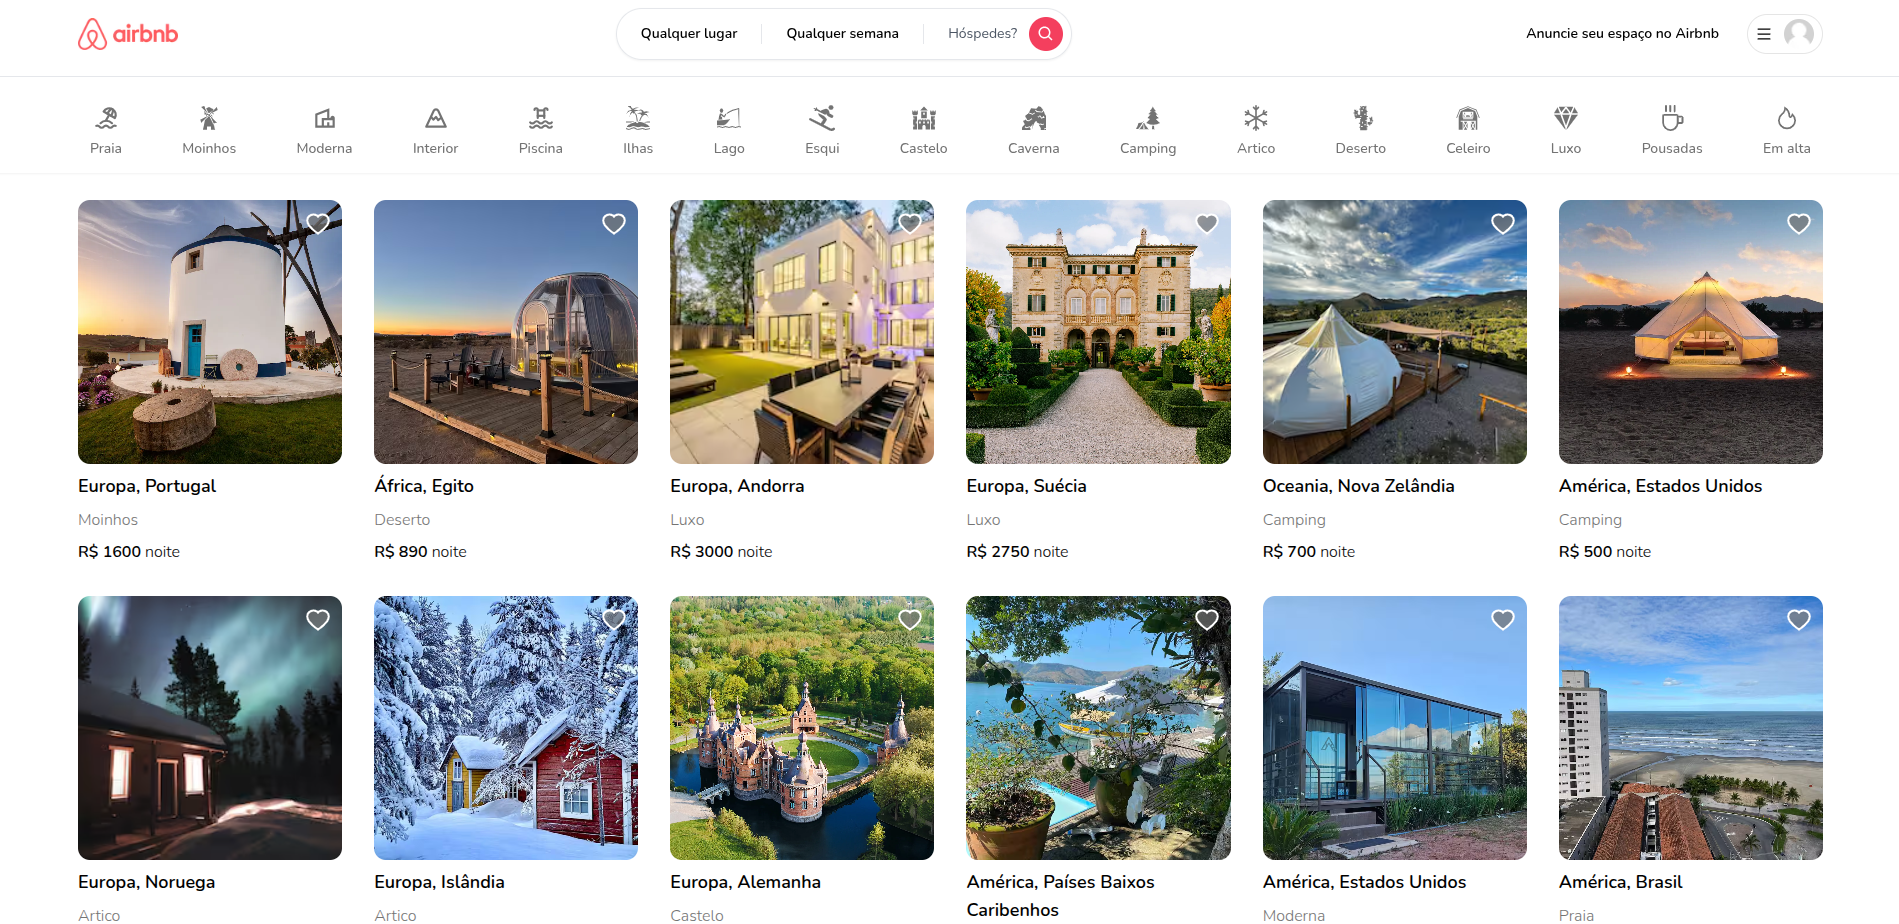 airbnb
Qualquer lugar
Qualquer semana
Hóspedes?
Anuncie seu espaço no Airbnb
Praia
Moinhos
Moderna
Interior
Piscina
Ilhas
Lago
Esqui
Castelo
Caverna
Camping
Artico
Deserto
Celeiro
Luxo
Pousadas
Em alta
Europa, Portugal
Moinhos
R$ 1600 noite
África, Egito
Deserto
R$ 890 noite
Europa, Andorra
Luxo
R$ 3000 noite
Europa, Suécia
Luxo
R$ 2750 noite
Oceania, Nova Zelândia
Camping
R$ 700 noite
América, Estados Unidos
Camping
R$ 500 noite
Europa, Noruega
Artico
Europa, Islândia
Artico
Europa, Alemanha
Castelo
América, Países Baixos
Caribenhos
América, Estados Unidos
Moderna
América, Brasil
Praia